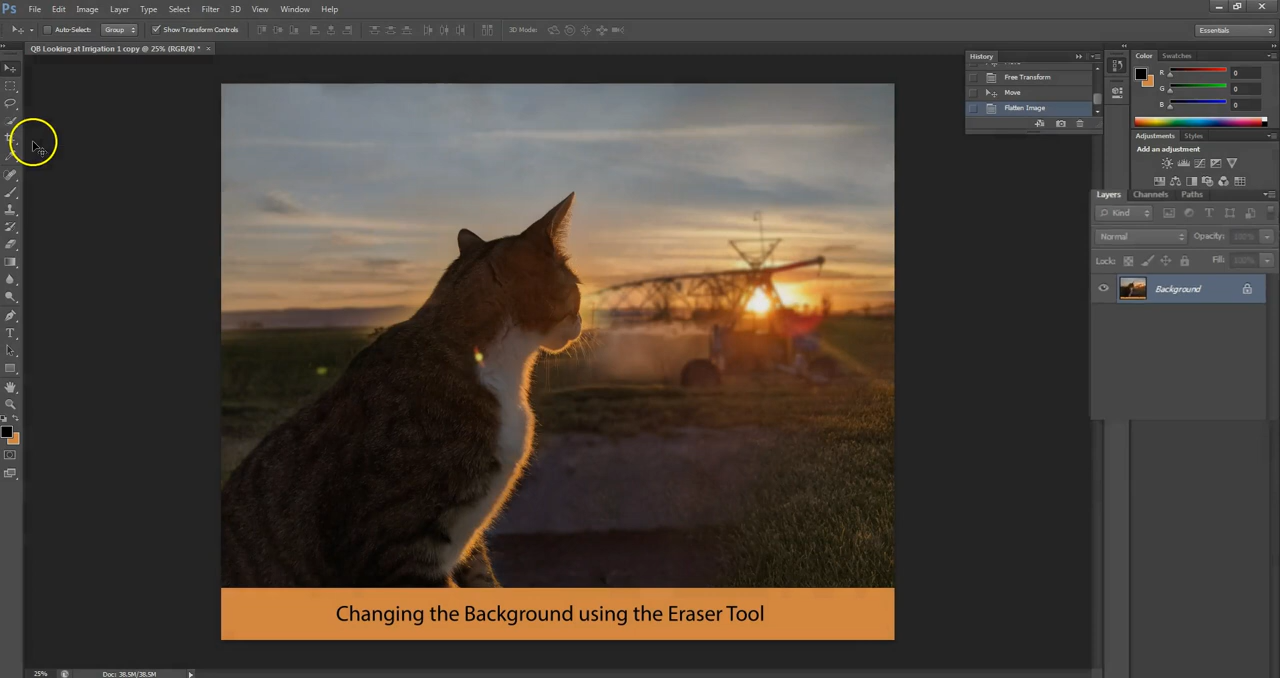 Ps File Edit Image Layer Type Select Filter 3D View Window Help
Auto-Select: Group Show Transform Controls 3D Mode: Essentials
QB Looking at Irrigation 1 copy @ 25% (RGB/8) * ×
History
Free Transform
Move
Flatten Image
Color Swatches
R 0
G 0
B 0
Adjustments Styles
Add an adjustment
Layers Channels Paths
Kind
Normal Opacity: 100%
Lock: Fill: 100%
Background
Changing the Background using the Eraser Tool
25% Doc: 38.5M/38.5M